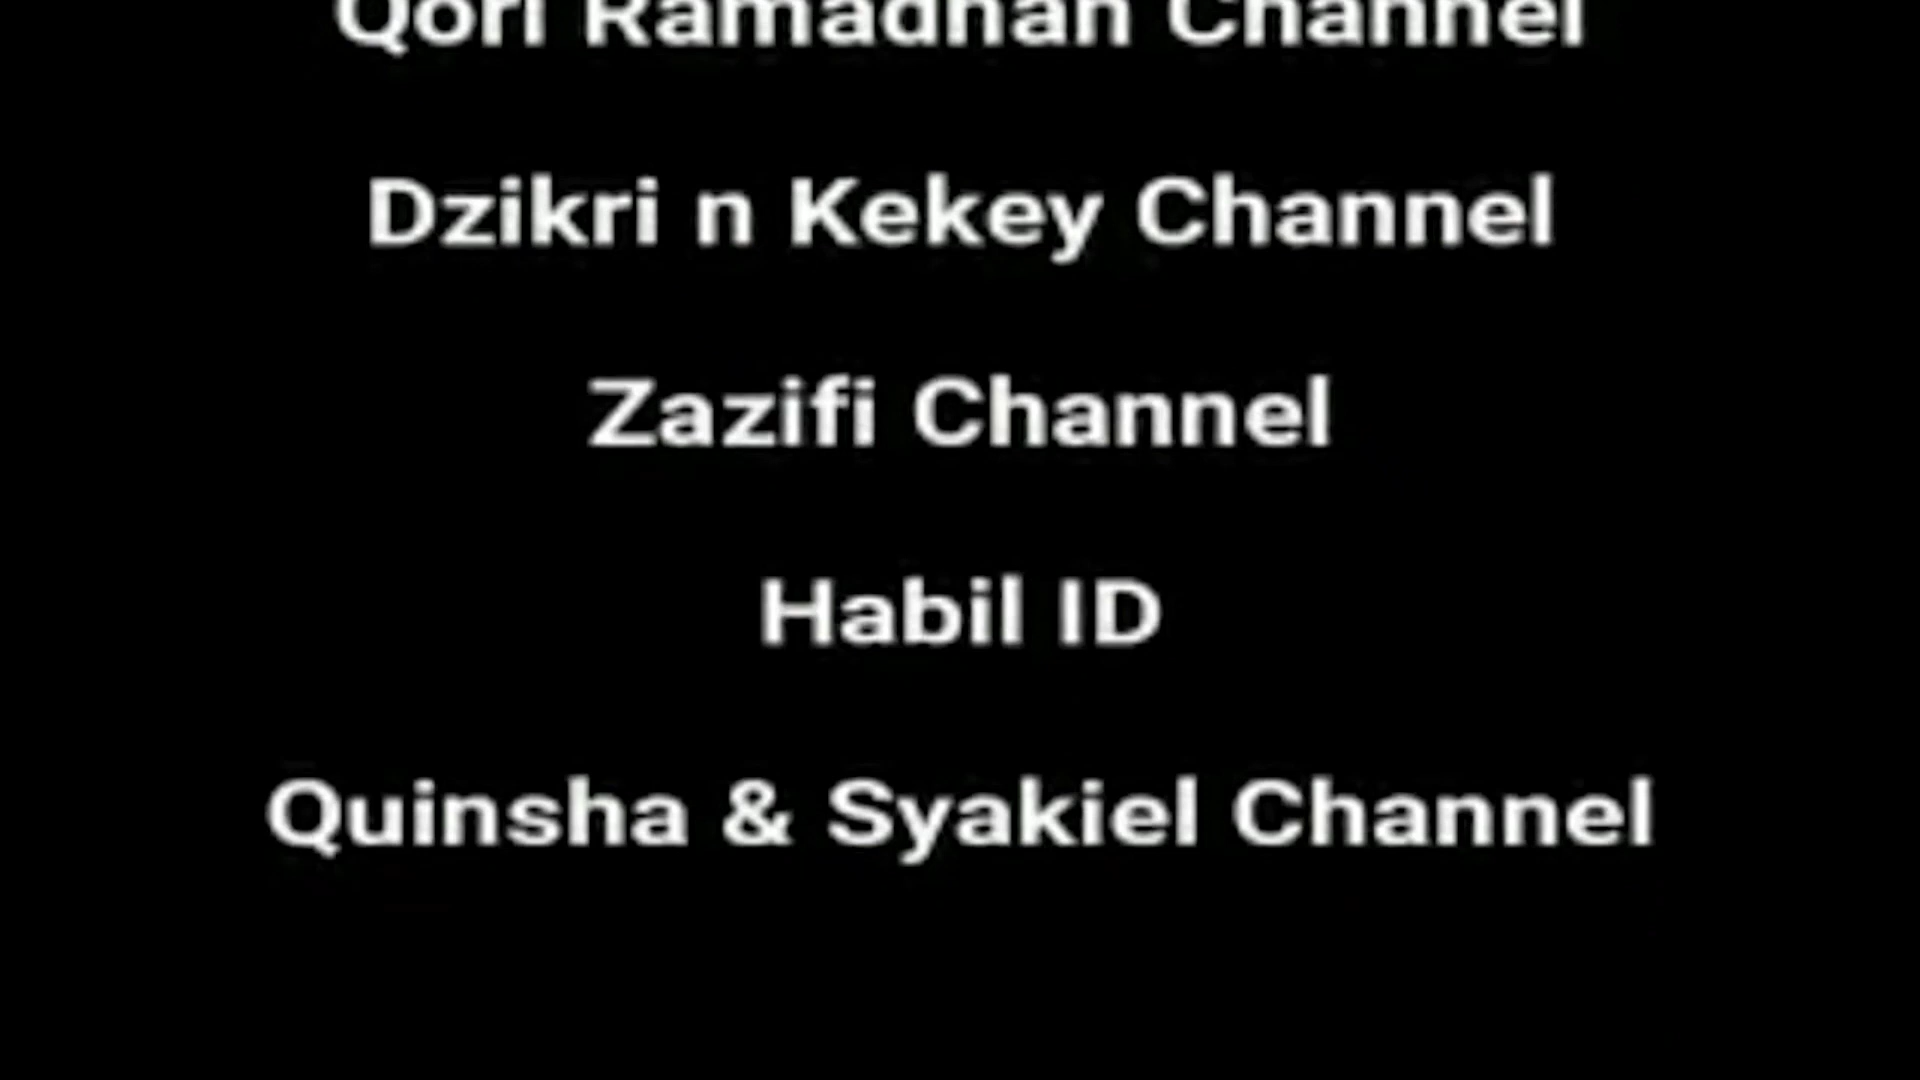 Qori Ramadhan Channel
Dzikri n Kekey Channel
Zazifi Channel
Habil ID
Quinsha & Syakiel Channel